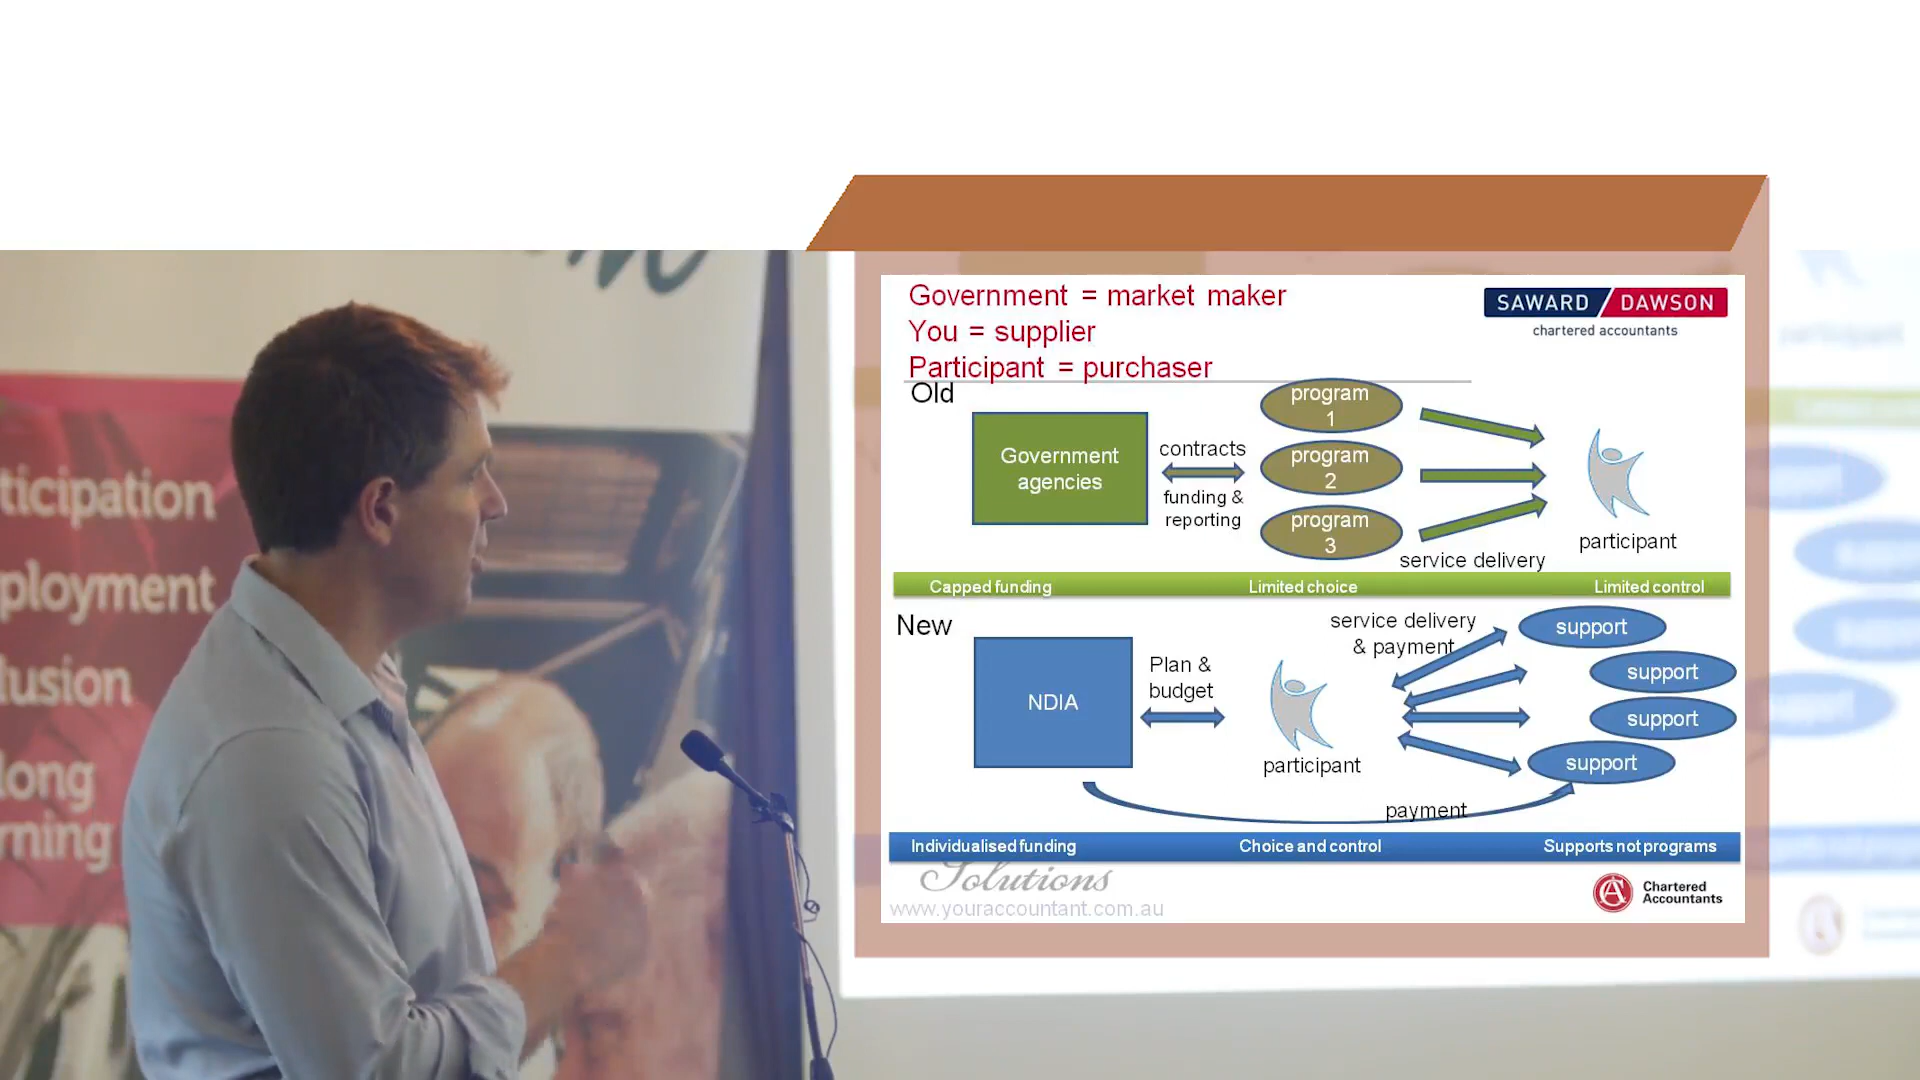 ticipation
ployment
lusion
long
rning
Government = market maker
You = supplier
Participant = purchaser
SAWARD DAWSON
chartered accountants
Old
Government
agencies
contracts
funding &
reporting
program
1
program
2
program
3
service delivery
participant
Capped funding
Limited choice
Limited control
New
NDIA
Plan &
budget
participant
service delivery
& payment
support
support
support
support
payment
Individualised funding
Choice and control
Supports not programs
Solutions
www.youraccountant.com.au
Chartered
Accountants